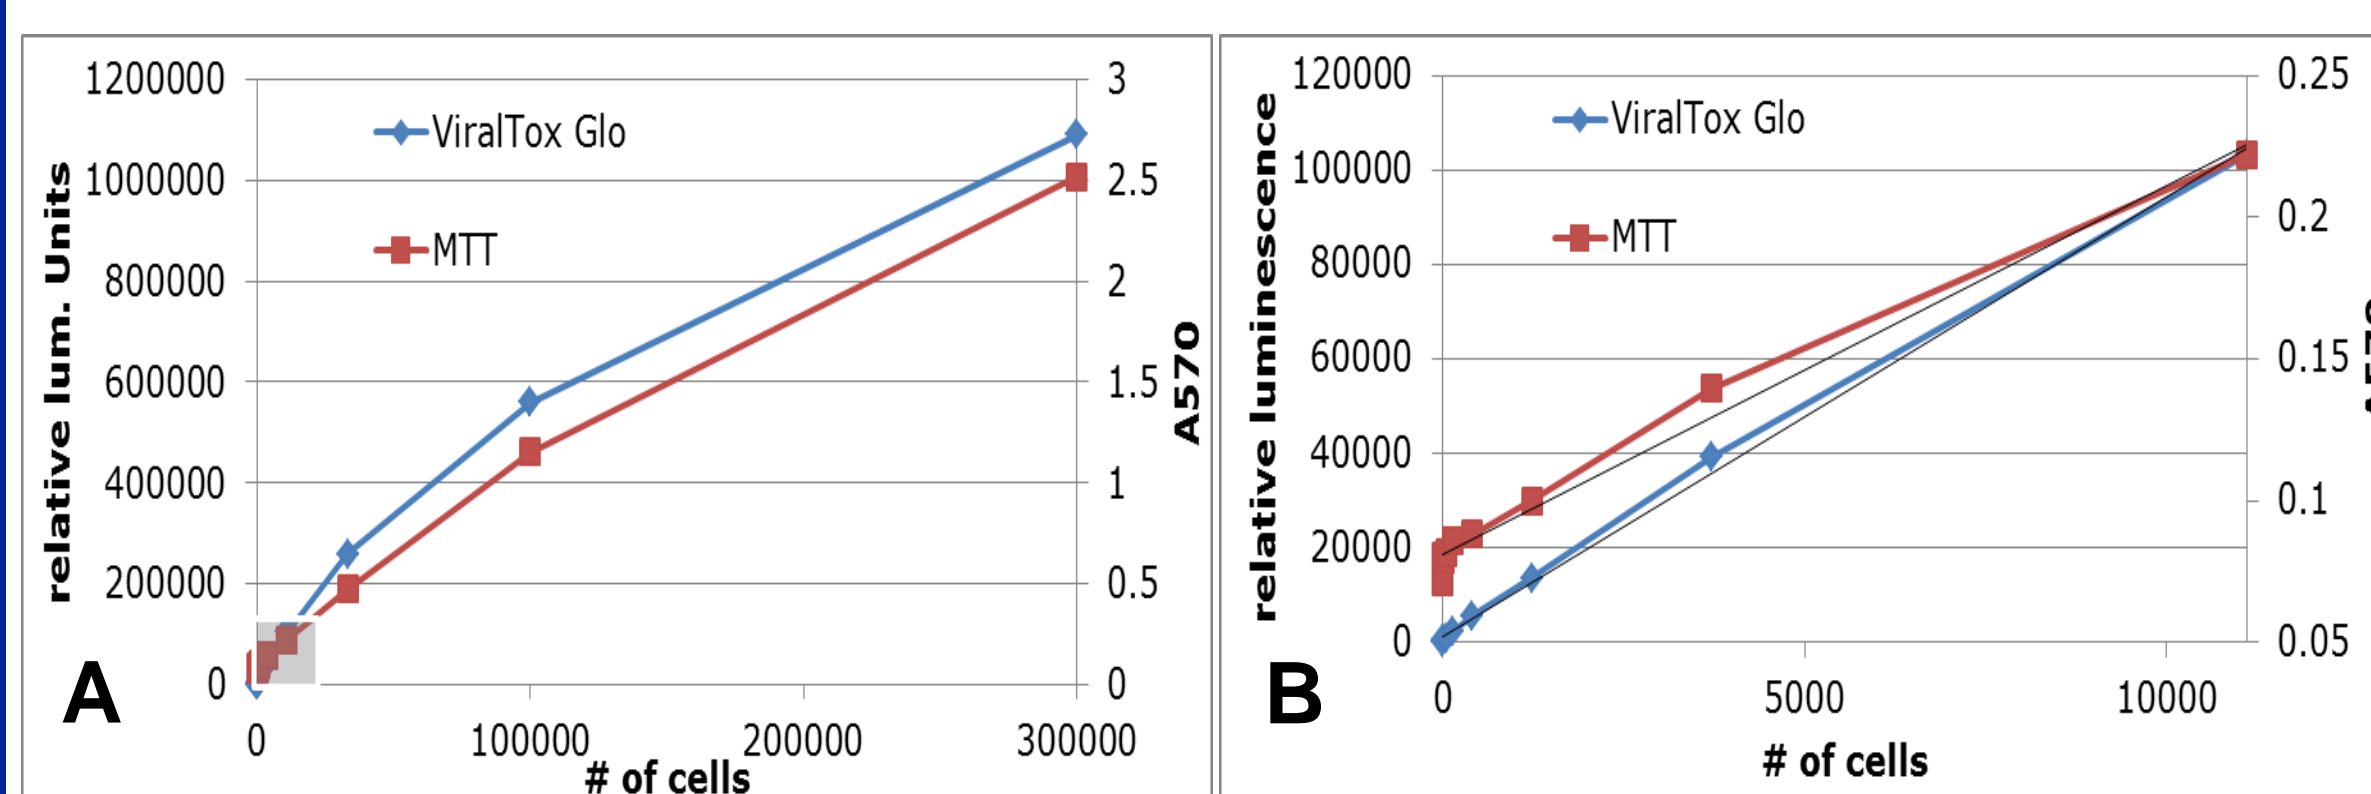 1200000
1000000
800000
600000
400000
200000
0
relative lum. Units
ViralTox Glo
MTT
3
2.5
2
1.5
1
0.5
0
A570
0 100000 200000 300000
# of cells
A
120000
100000
80000
60000
40000
20000
0
relative luminescence
ViralTox Glo
MTT
0.25
0.2
0.15
0.1
0.05
0 5000 10000
# of cells
B